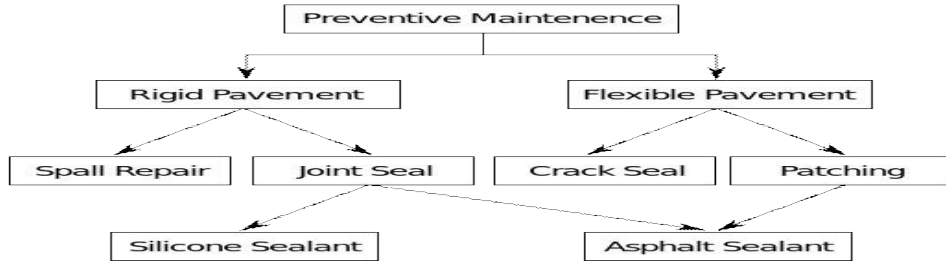 Preventive Maintenence
Rigid Pavement
Flexible Pavement
Spall Repair
Joint Seal
Crack Seal
Patching
Silicone Sealant
Asphalt Sealant